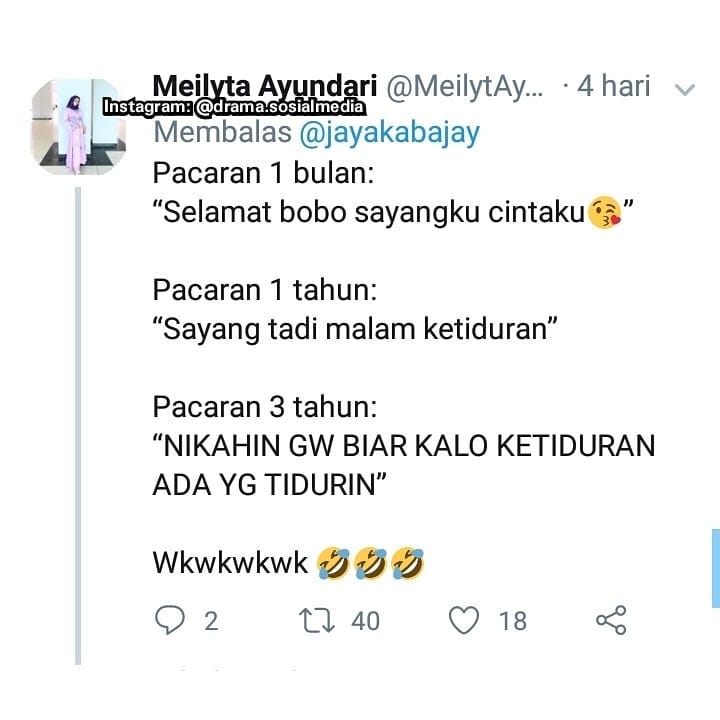 Meilyta Ayundari @MeilytAy... · 4 hari
Instagram: @drama.sosialmedia
Membalas @jayakabajay
Pacaran 1 bulan:
“Selamat bobo sayangku cintaku😘”
Pacaran 1 tahun:
“Sayang tadi malam ketiduran”
Pacaran 3 tahun:
“NIKAHIN GW BIAR KALO KETIDURAN
ADA YG TIDURIN”
Wkwkwkwk 🤣🤣🤣
2 40 18